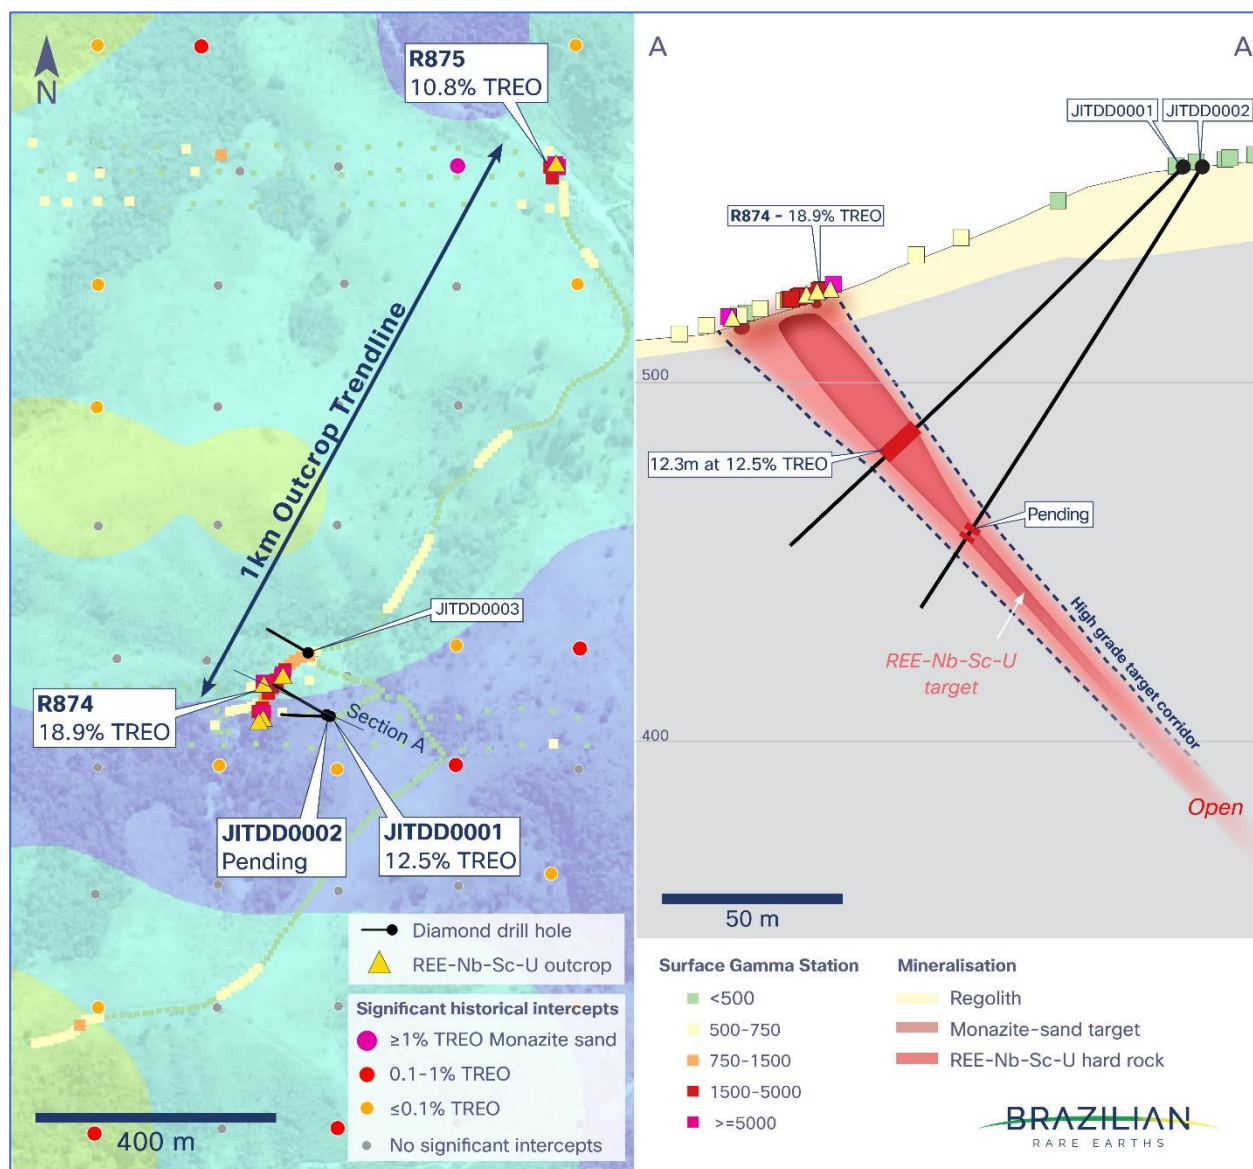 N
R875
10.8% TREO
1km Outcrop Trendline
JITDD0003
R874
18.9% TREO
Section A
JITDD0002
Pending
JITDD0001
12.5% TREO
Diamond drill hole
REE-Nb-Sc-U outcrop
Significant historical intercepts
≥1% TREO Monazite sand
0.1-1% TREO
≤0.1% TREO
No significant intercepts
400 m
A
A
JITDD0001
JITDD0002
R874 - 18.9% TREO
500
12.3m at 12.5% TREO
Pending
REE-Nb-Sc-U
target
High grade target corridor
400
Open
50 m
Surface Gamma Station
<500
500-750
750-1500
1500-5000
>=5000
Mineralisation
Regolith
Monazite-sand target
REE-Nb-Sc-U hard rock
BRAZILIAN
RARE EARTHS